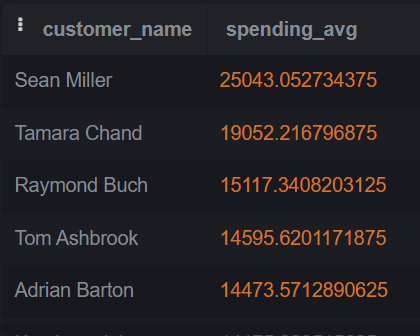 customer_name spending_avg
Sean Miller 25043.052734375
Tamara Chand 19052.216796875
Raymond Buch 15117.3408203125
Tom Ashbrook 14595.6201171875
Adrian Barton 14473.5712890625